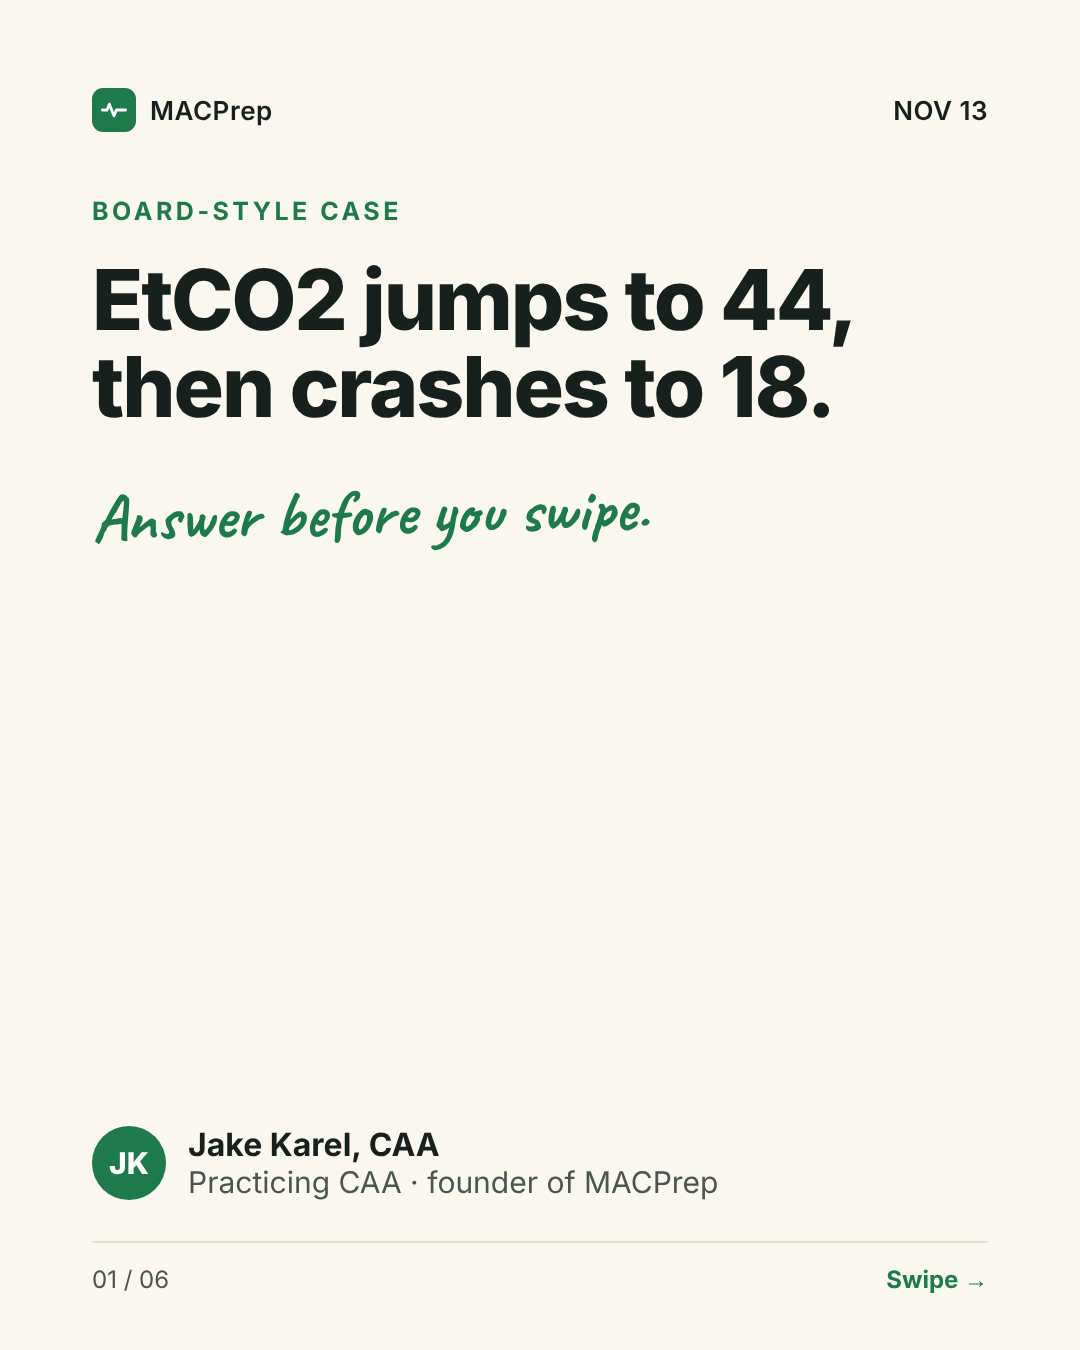 MACPrep
NOV 13
BOARD-STYLE CASE
EtCO2 jumps to 44,
then crashes to 18.
Answer before you swipe.
JK
Jake Karel, CAA
Practicing CAA · founder of MACPrep
01 / 06
Swipe →